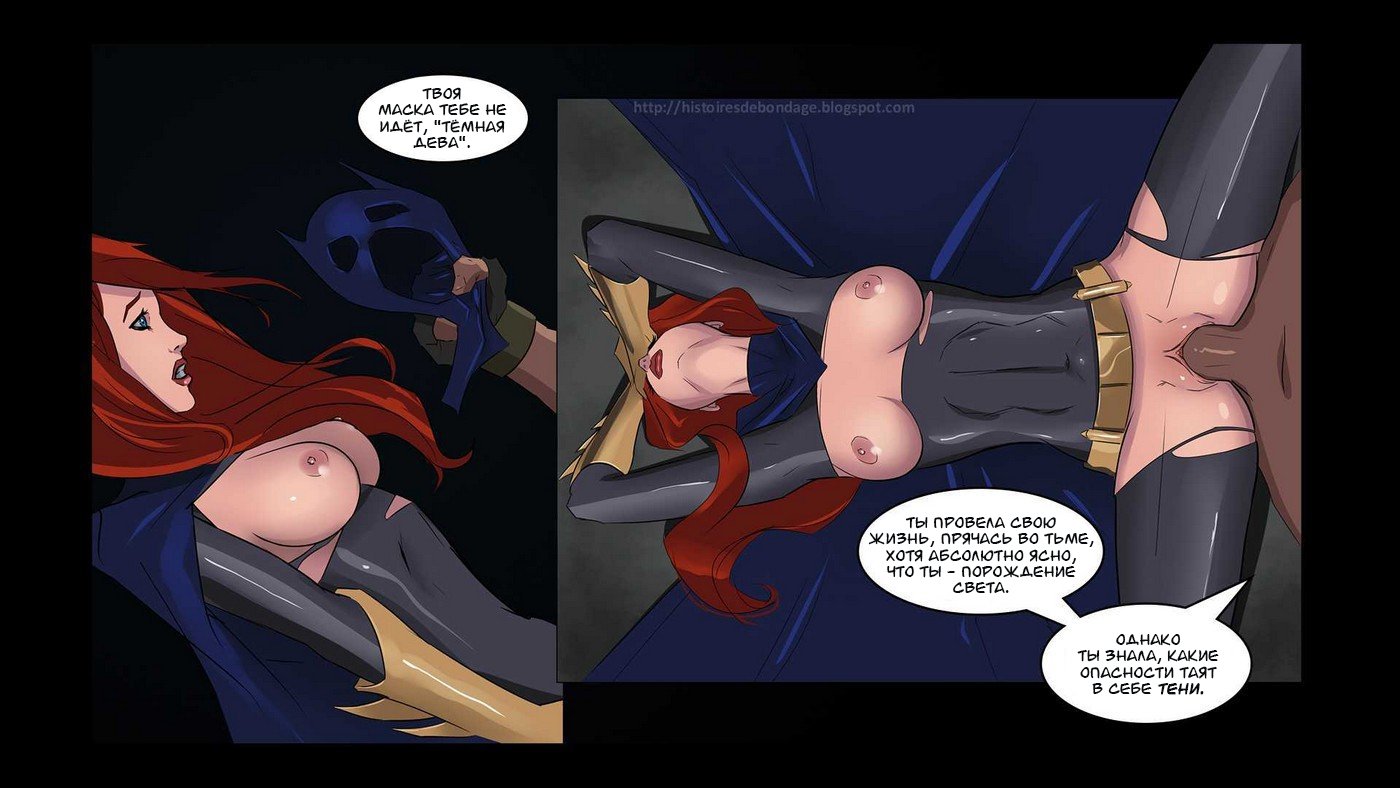 ТВОЯ
МАСКА ТЕБЕ НЕ
ИДЁТ, "ТЁМНАЯ
ДЕВА".
http://histoiresdebondage.blogspot.com
ТЫ ПРОВЕЛА СВОЮ
ЖИЗНЬ, ПРЯЧАСЬ ВО ТЬМЕ,
ХОТЯ АБСОЛЮТНО ЯСНО,
ЧТО ТЫ - ПОРОЖДЕНИЕ
СВЕТА.
ОДНАКО
ТЫ ЗНАЛА, КАКИЕ
ОПАСНОСТИ ТАЯТ
В СЕБЕ ТЕНИ.